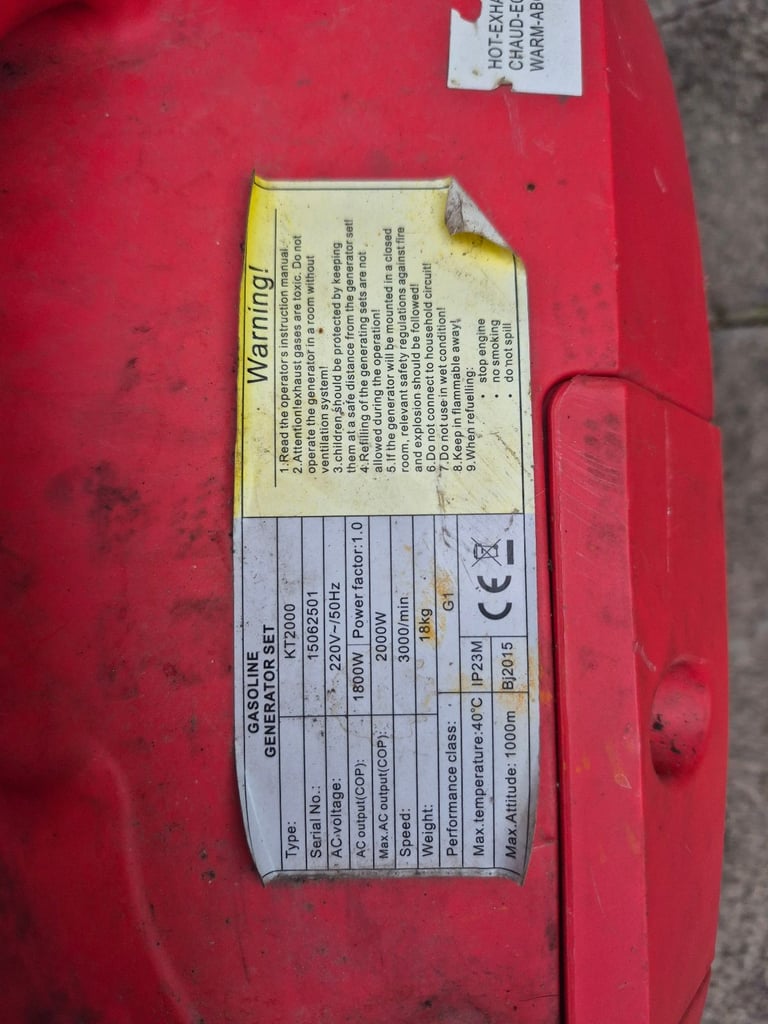 HOT-EXHA
CHAUD-EC
WARM-AB
Warning!
1.Read the operator's instruction manual.
2.Attention!exhaust gases are toxic. Do not
operate the generator in a room without
ventilation system!
3.children should be protected by keeping
them at a safe distance from the generator set!
4.Refilling of the generating sets are not
allowed during the operation!
5.If the generator will be mounted in a closed
room, relevant safety regulations against fire
and explosion should be followed!
6.Do not connect to household circuit!
7.Do not use in wet condition!
8.Keep in flammable away!
9.When refuelling:
• stop engine
• no smoking
• do not spill
GASOLINE
GENERATOR SET
Type: KT2000
Serial No.: 15062501
AC-voltage: 220V~/50Hz
AC output(COP): 1800W Power factor:1.0
Max.AC output(COP): 2000W
Speed: 3000/min
Weight: 18kg
Performance class: G1
Max.temperature:40°C IP23M CE
Max.Attitude: 1000m Bj2015